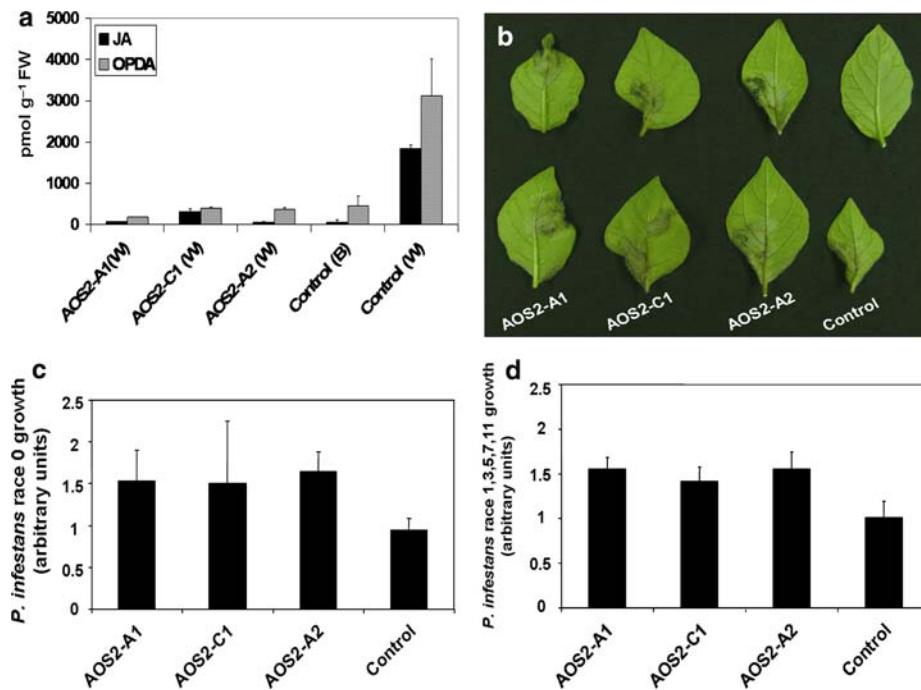 a
5000
4000
3000
2000
1000
0
pmol g⁻¹ FW
JA
OPDA
AOS2-A1(W)
AOS2-C1 (W)
AOS2-A2 (W)
Control (B)
Control (W)
b
AOS2-A1
AOS2-C1
AOS2-A2
Control
c
2.5
2
1.5
1
0.5
0
P. infestans race 0 growth
(arbitrary units)
AOS2-A1
AOS2-C1
AOS2-A2
Control
d
2.5
2
1.5
1
0.5
0
P. infestans race 1,3,5,7,11 growth
(arbitrary units)
AOS2-A1
AOS2-C1
AOS2-A2
Control